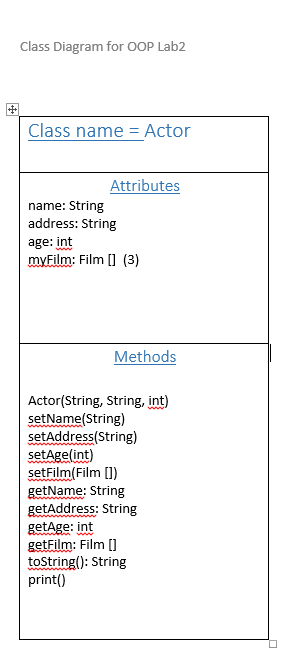 Class Diagram for OOP Lab2
Class name = Actor
Attributes
name: String
address: String
age: int
myFilm: Film [] (3)
Methods
Actor(String, String, int)
setName(String)
setAddress(String)
setAge(int)
setFilm(Film [])
getName: String
getAddress: String
getAge: int
getFilm: Film []
toString(): String
print()